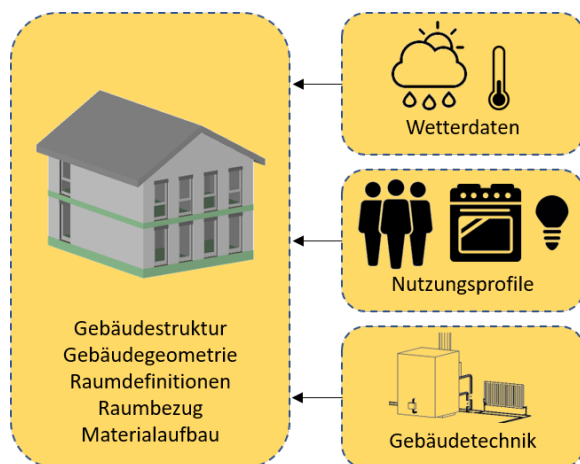 Gebäudestruktur
Gebäudegeometrie
Raumdefinitionen
Raumbezug
Materialaufbau
Wetterdaten
Nutzungsprofile
Gebäudetechnik